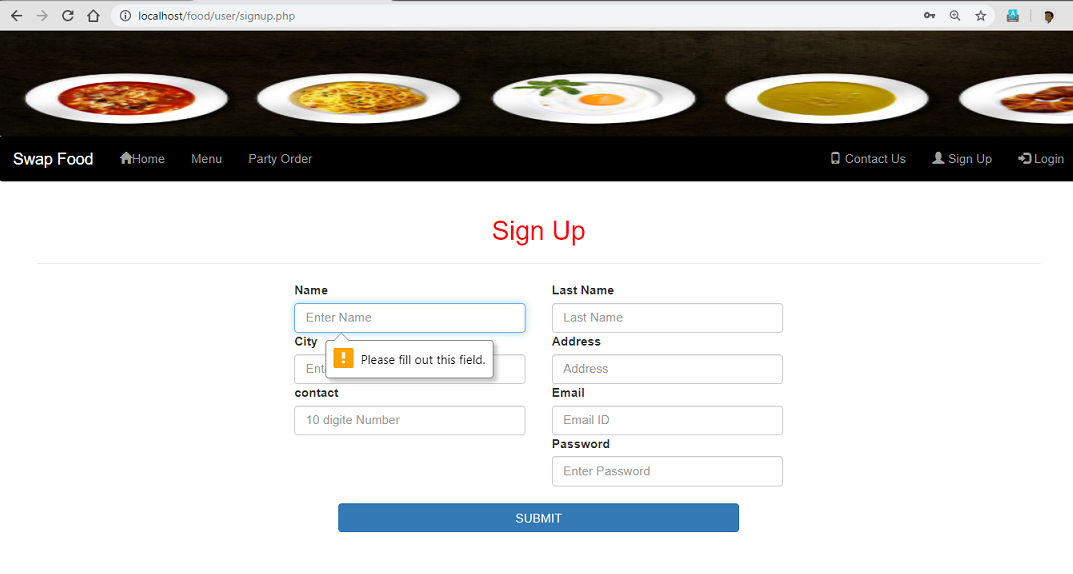 localhost/food/user/signup.php
Swap Food Home Menu Party Order Contact Us Sign Up Login
Sign Up
Name Last Name
Enter Name Last Name
City Address
Please fill out this field.
Address
contact Email
10 digite Number Email ID
Password
Enter Password
SUBMIT